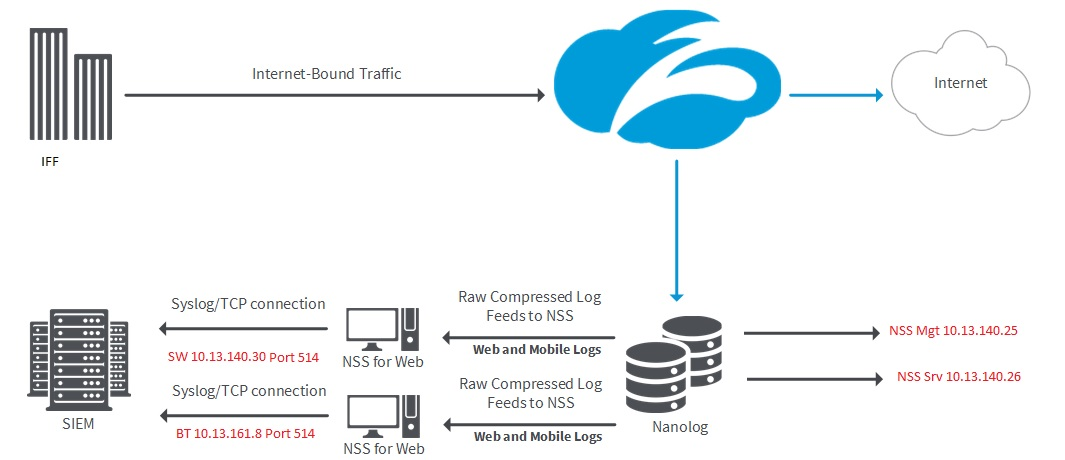 Internet-Bound Traffic
Internet
IFF
Syslog/TCP connection
SW 10.13.140.30 Port 514
NSS for Web
Raw Compressed Log
Feeds to NSS
Web and Mobile Logs
NSS Mgt 10.13.140.25
NSS Srv 10.13.140.26
Syslog/TCP connection
BT 10.13.161.8 Port 514
NSS for Web
Raw Compressed Log
Feeds to NSS
Web and Mobile Logs
SIEM
Nanolog